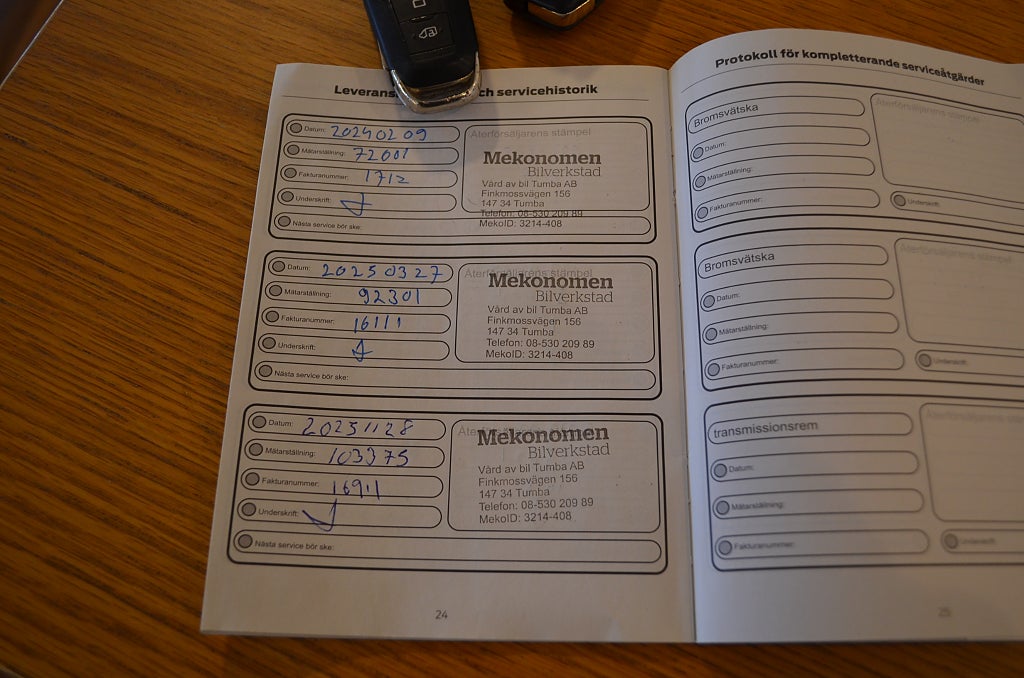 Leverans ch servicehistorik
Datum: 20240209
Mätarställning: 72001
Fakturanummer: 1712
Underskrift:
Nästa service bör ske:
Återförsäljarens stämpel
Mekonomen
Bilverkstad
Vård av bil Tumba AB
Finkmossvägen 156
147 34 Tumba
Telefon: 08-530 209 89
MekoID: 3214-408
Datum: 20250327
Mätarställning: 92301
Fakturanummer: 16111
Underskrift:
Nästa service bör ske:
Återförsäljarens stämpel
Mekonomen
Bilverkstad
Vård av bil Tumba AB
Finkmossvägen 156
147 34 Tumba
Telefon: 08-530 209 89
MekoID: 3214-408
Datum: 20251128
Mätarställning: 103375
Fakturanummer: 16911
Underskrift:
Nästa service bör ske:
Mekonomen
Bilverkstad
Vård av bil Tumba AB
Finkmossvägen 156
147 34 Tumba
Telefon: 08-530 209 89
MekoID: 3214-408
24
Protokoll för kompletterande serviceåtgärder
Bromsvätska
Datum:
Mätarställning:
Fakturanummer:
Återförsäljarens stämpel
Underskrift:
Bromsvätska
Datum:
Mätarställning:
Fakturanummer:
Återförsäljarens stämpel
Underskrift:
transmissionsrem
Datum:
Mätarställning:
Fakturanummer:
Återförsäljarens stämpel
Underskrift:
25